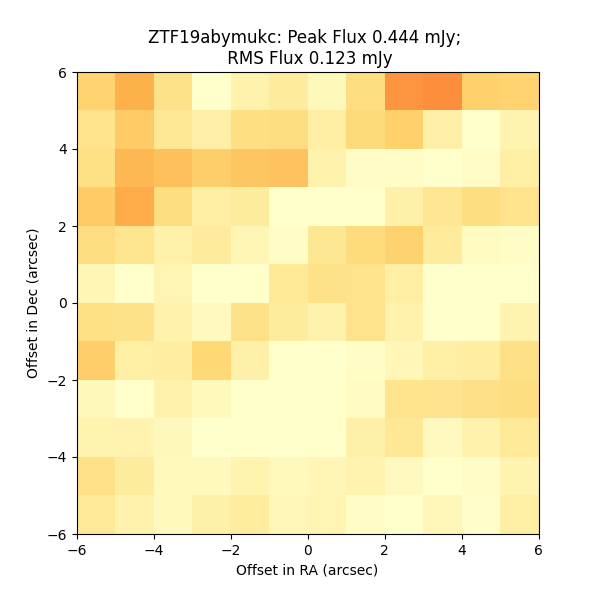 ZTF19abymukc: Peak Flux 0.444 mJy;
RMS Flux 0.123 mJy
6
4
2
0
−2
−4
−6
Offset in Dec (arcsec)
−6 −4 −2 0 2 4 6
Offset in RA (arcsec)